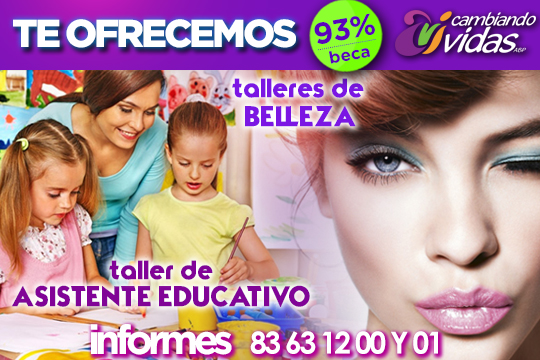 TE OFRECEMOS
93%
beca
cambiando
vidas ABP
talleres de
BELLEZA
taller de
ASISTENTE EDUCATIVO
informes 83 63 12 00 Y 01